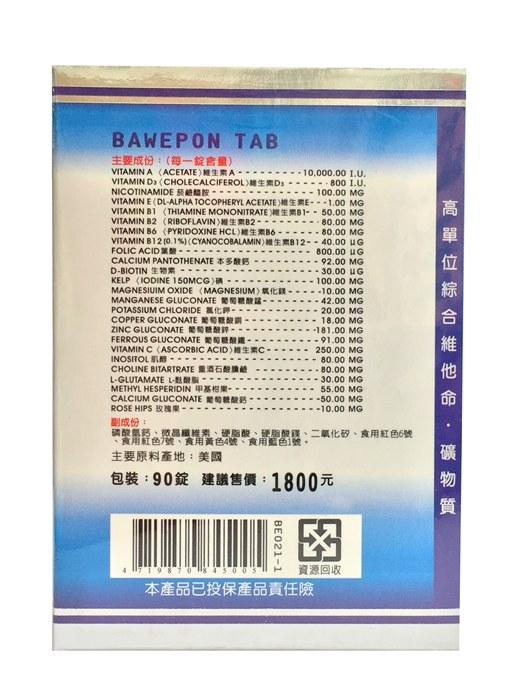 BAWEPON TAB
主要成份：(每一錠含量)
VITAMIN A (ACETATE)維生素A 10,000.00 I.U.
VITAMIN D3 (CHOLECALCIFEROL)維生素D3 800 I.U.
NICOTINAMIDE 菸鹼醯胺 100.00 MG
VITAMIN E (DL-ALPHA TOCOPHERYL ACETATE)維生素E 1.00 MG
VITAMIN B1 (THIAMINE MONONITRATE)維生素B1 50.00 MG
VITAMIN B2 (RIBOFLAVIN)維生素B2 80.00 MG
VITAMIN B6 (PYRIDOXINE HCL)維生素B6 80.00 MG
VITAMIN B12 (0.1%)(CYANOCOBALAMIN)維生素B12 40.00 uG
FOLIC ACID葉酸 800.00 uG
CALCIUM PANTOTHENATE 本多酸鈣 92.00 MG
D-BIOTIN 生物素 30.00 uG
KELP (IODINE 150MCG)碘 100.00 MG
MAGNESIUIM OXIDE (MAGNESIUM)氧化鎂 10.00 MG
MANGANESE GLUCONATE 葡萄糖酸錳 42.00 MG
POTASSIUM CHLORIDE 氯化鉀 20.00 MG
COPPER GLUCONATE 葡萄糖酸銅 18.00 MG
ZINC GLUCONATE 葡萄糖酸鋅 181.00 MG
FERROUS GLUCONATE 葡萄糖酸鐵 91.00 MG
VITAMIN C (ASCORBIC ACID)維生素C 250.00 MG
INOSITOL 肌醇 80.00 MG
CHOLINE BITARTRATE 重酒石酸膽鹼 80.00 MG
L-GLUTAMATE L-麩酸 30.00 MG
METHYL HESPERIDIN 甲基柑果 55.00 MG
CALCIUM GLUCONATE 葡萄糖酸鈣 50.00 MG
ROSE HIPS 玫瑰果 10.00 MG
副成份：
磷酸氫鈣、微晶纖維素、硬脂酸、硬脂酸鎂、二氧化矽、食用紅色6號
、食用紅色7號、食用黃色4號、食用藍色1號。
主要原料產地：美國
包裝：90錠 建議售價：1800元
4 719870 845005
BE021-1
資源回收
本產品已投保產品責任險
高單位綜合維他命·礦物質